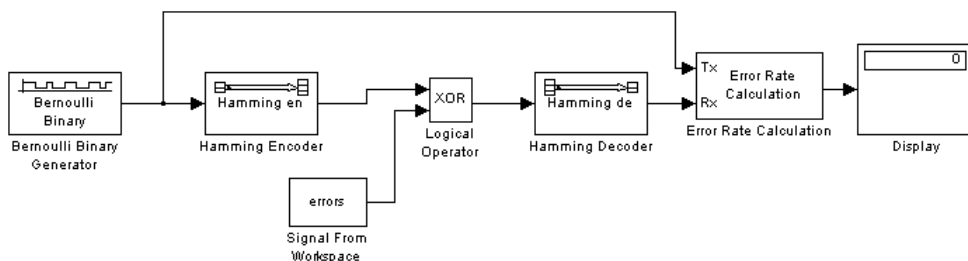 Bernoulli
Binary
Bernoulli Binary
Generator
Hamming en
Hamming Encoder
errors
Signal From
Workspace
XOR
Logical
Operator
Hamming de
Hamming Decoder
Tx
Rx
Error Rate
Calculation
Error Rate Calculation
0
Display